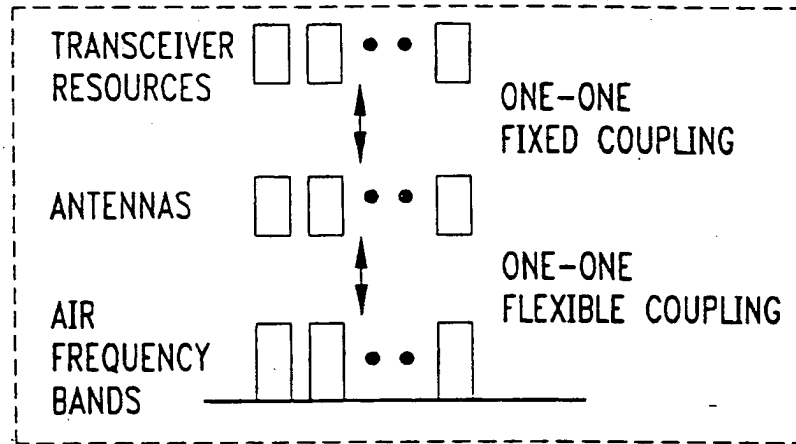 TRANSCEIVER
RESOURCES
ONE-ONE
FIXED COUPLING
ANTENNAS
ONE-ONE
FLEXIBLE COUPLING
AIR
FREQUENCY
BANDS